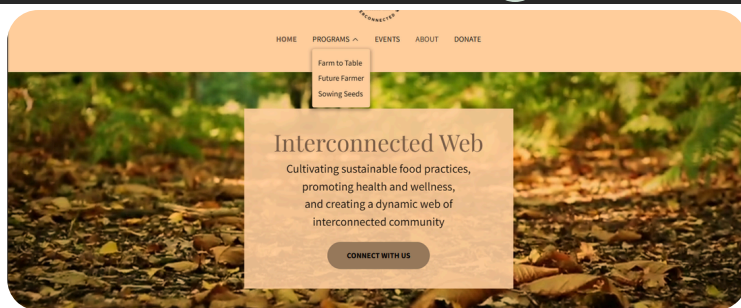 HOME PROGRAMS EVENTS ABOUT DONATE
Farm to Table
Future Farmer
Sowing Seeds
Interconnected Web
Cultivating sustainable food practices,
promoting health and wellness,
and creating a dynamic web of
interconnected community
CONNECT WITH US